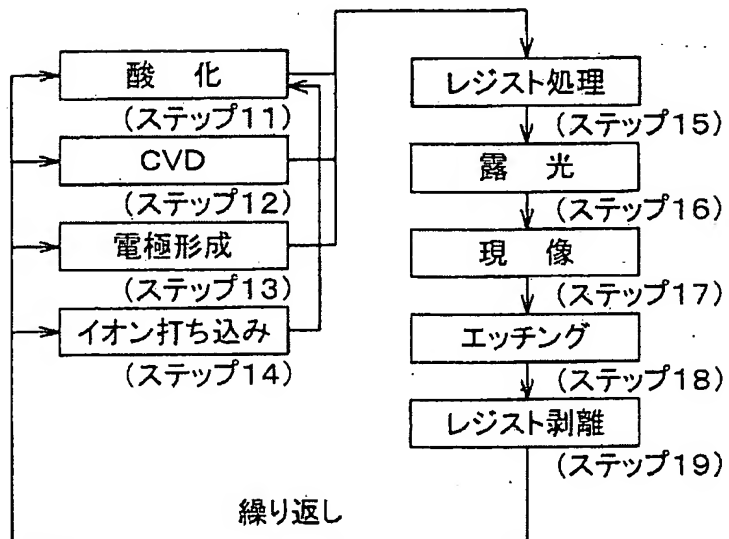 酸 化
(ステップ11)
CVD
(ステップ12)
電極形成
(ステップ13)
イオン打ち込み
(ステップ14)
レジスト処理
(ステップ15)
露 光
(ステップ16)
現 像
(ステップ17)
エッチング
(ステップ18)
レジスト剥離
(ステップ19)
繰り返し